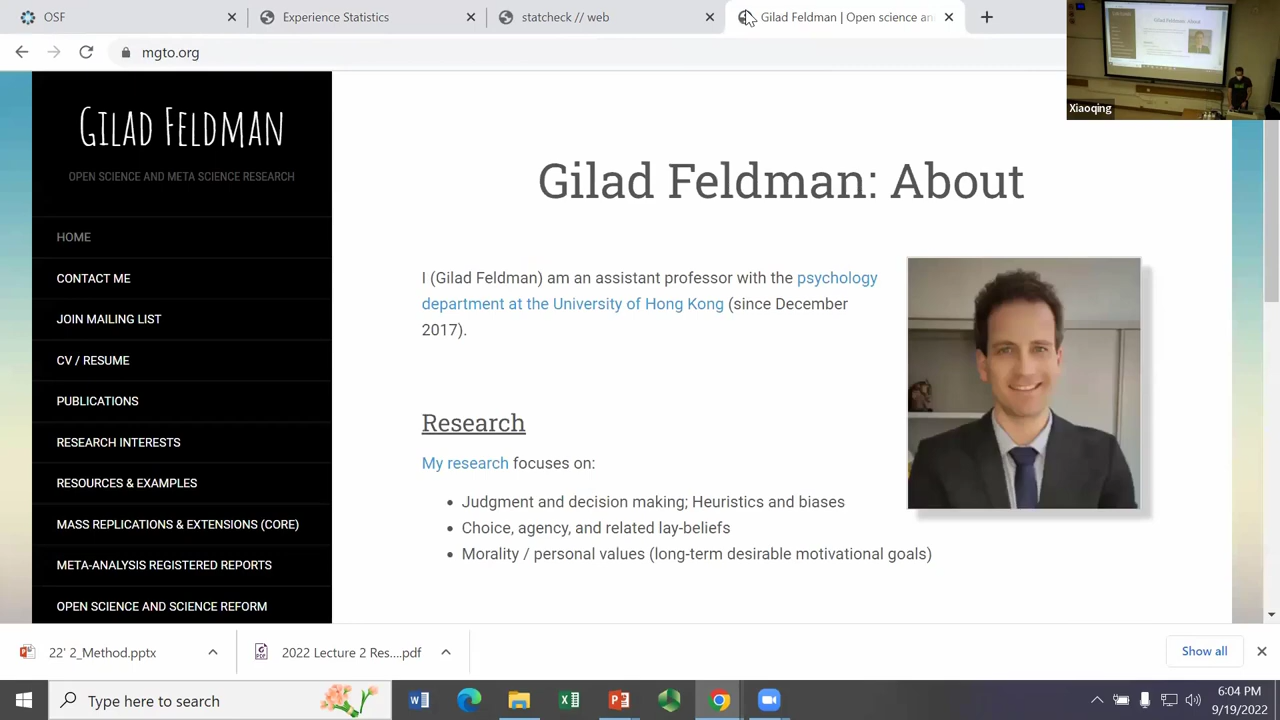 OSF
Experience Statistics
statcheck // web
Gilad Feldman | Open science an
mgto.org
Xiaoqing
GILAD FELDMAN
OPEN SCIENCE AND META SCIENCE RESEARCH
HOME
CONTACT ME
JOIN MAILING LIST
CV / RESUME
PUBLICATIONS
RESEARCH INTERESTS
RESOURCES & EXAMPLES
MASS REPLICATIONS & EXTENSIONS (CORE)
META-ANALYSIS REGISTERED REPORTS
OPEN SCIENCE AND SCIENCE REFORM
Gilad Feldman: About
I (Gilad Feldman) am an assistant professor with the psychology
department at the University of Hong Kong (since December
2017).
Research
My research focuses on:
• Judgment and decision making; Heuristics and biases
• Choice, agency, and related lay-beliefs
• Morality / personal values (long-term desirable motivational goals)
22' 2_Method.pptx
2022 Lecture 2 Res....pdf
Show all
Type here to search
6:04 PM
9/19/2022